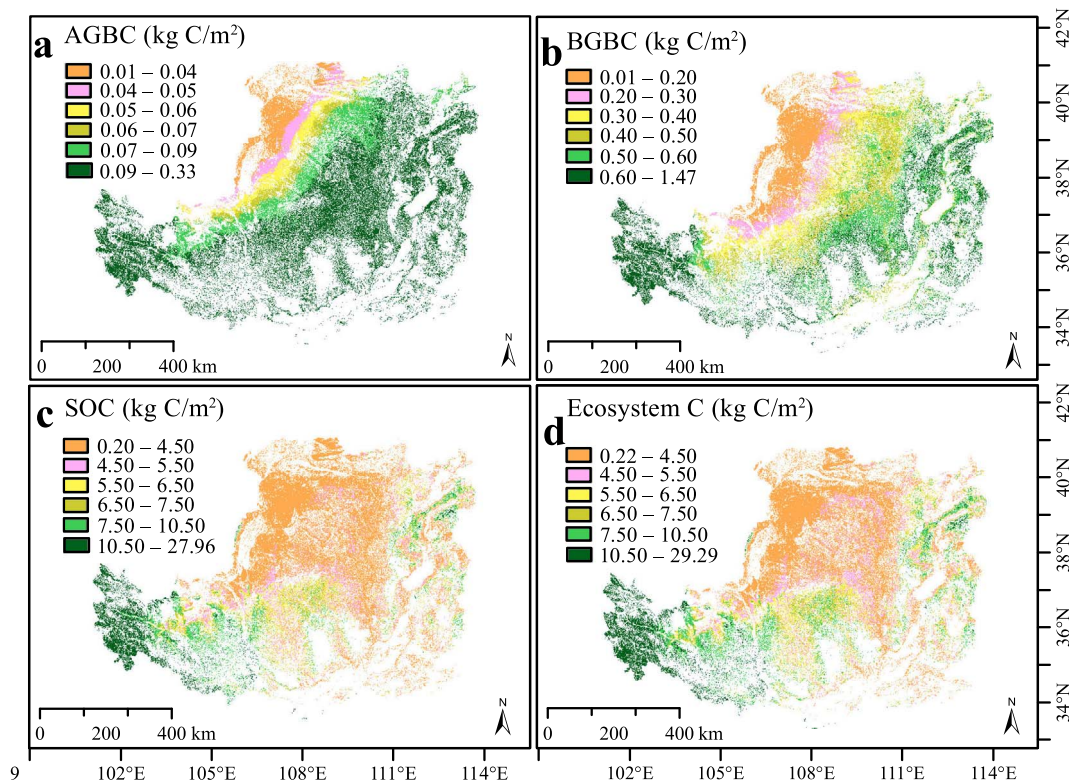 a AGBC (kg C/m²)
0.01 – 0.04
0.04 – 0.05
0.05 – 0.06
0.06 – 0.07
0.07 – 0.09
0.09 – 0.33
0 200 400 km
N
b BGBC (kg C/m²)
0.01 – 0.20
0.20 – 0.30
0.30 – 0.40
0.40 – 0.50
0.50 – 0.60
0.60 – 1.47
0 200 400 km
N
42°N
40°N
38°N
36°N
34°N
c SOC (kg C/m²)
0.20 – 4.50
4.50 – 5.50
5.50 – 6.50
6.50 – 7.50
7.50 – 10.50
10.50 – 27.96
0 200 400 km
N
d Ecosystem C (kg C/m²)
0.22 – 4.50
4.50 – 5.50
5.50 – 6.50
6.50 – 7.50
7.50 – 10.50
10.50 – 29.29
0 200 400 km
N
42°N
40°N
38°N
36°N
34°N
9 102°E 105°E 108°E 111°E 114°E
102°E 105°E 108°E 111°E 114°E